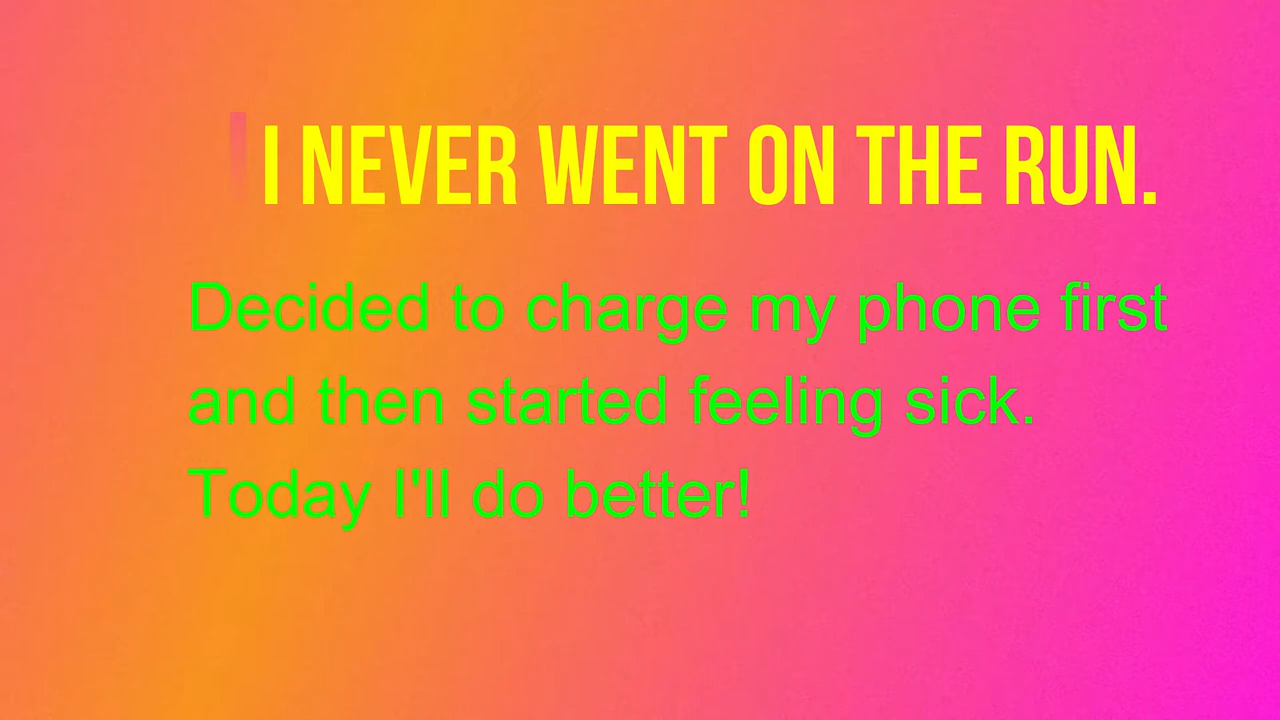 I NEVER WENT ON THE RUN.
Decided to charge my phone first
and then started feeling sick.
Today I'll do better!